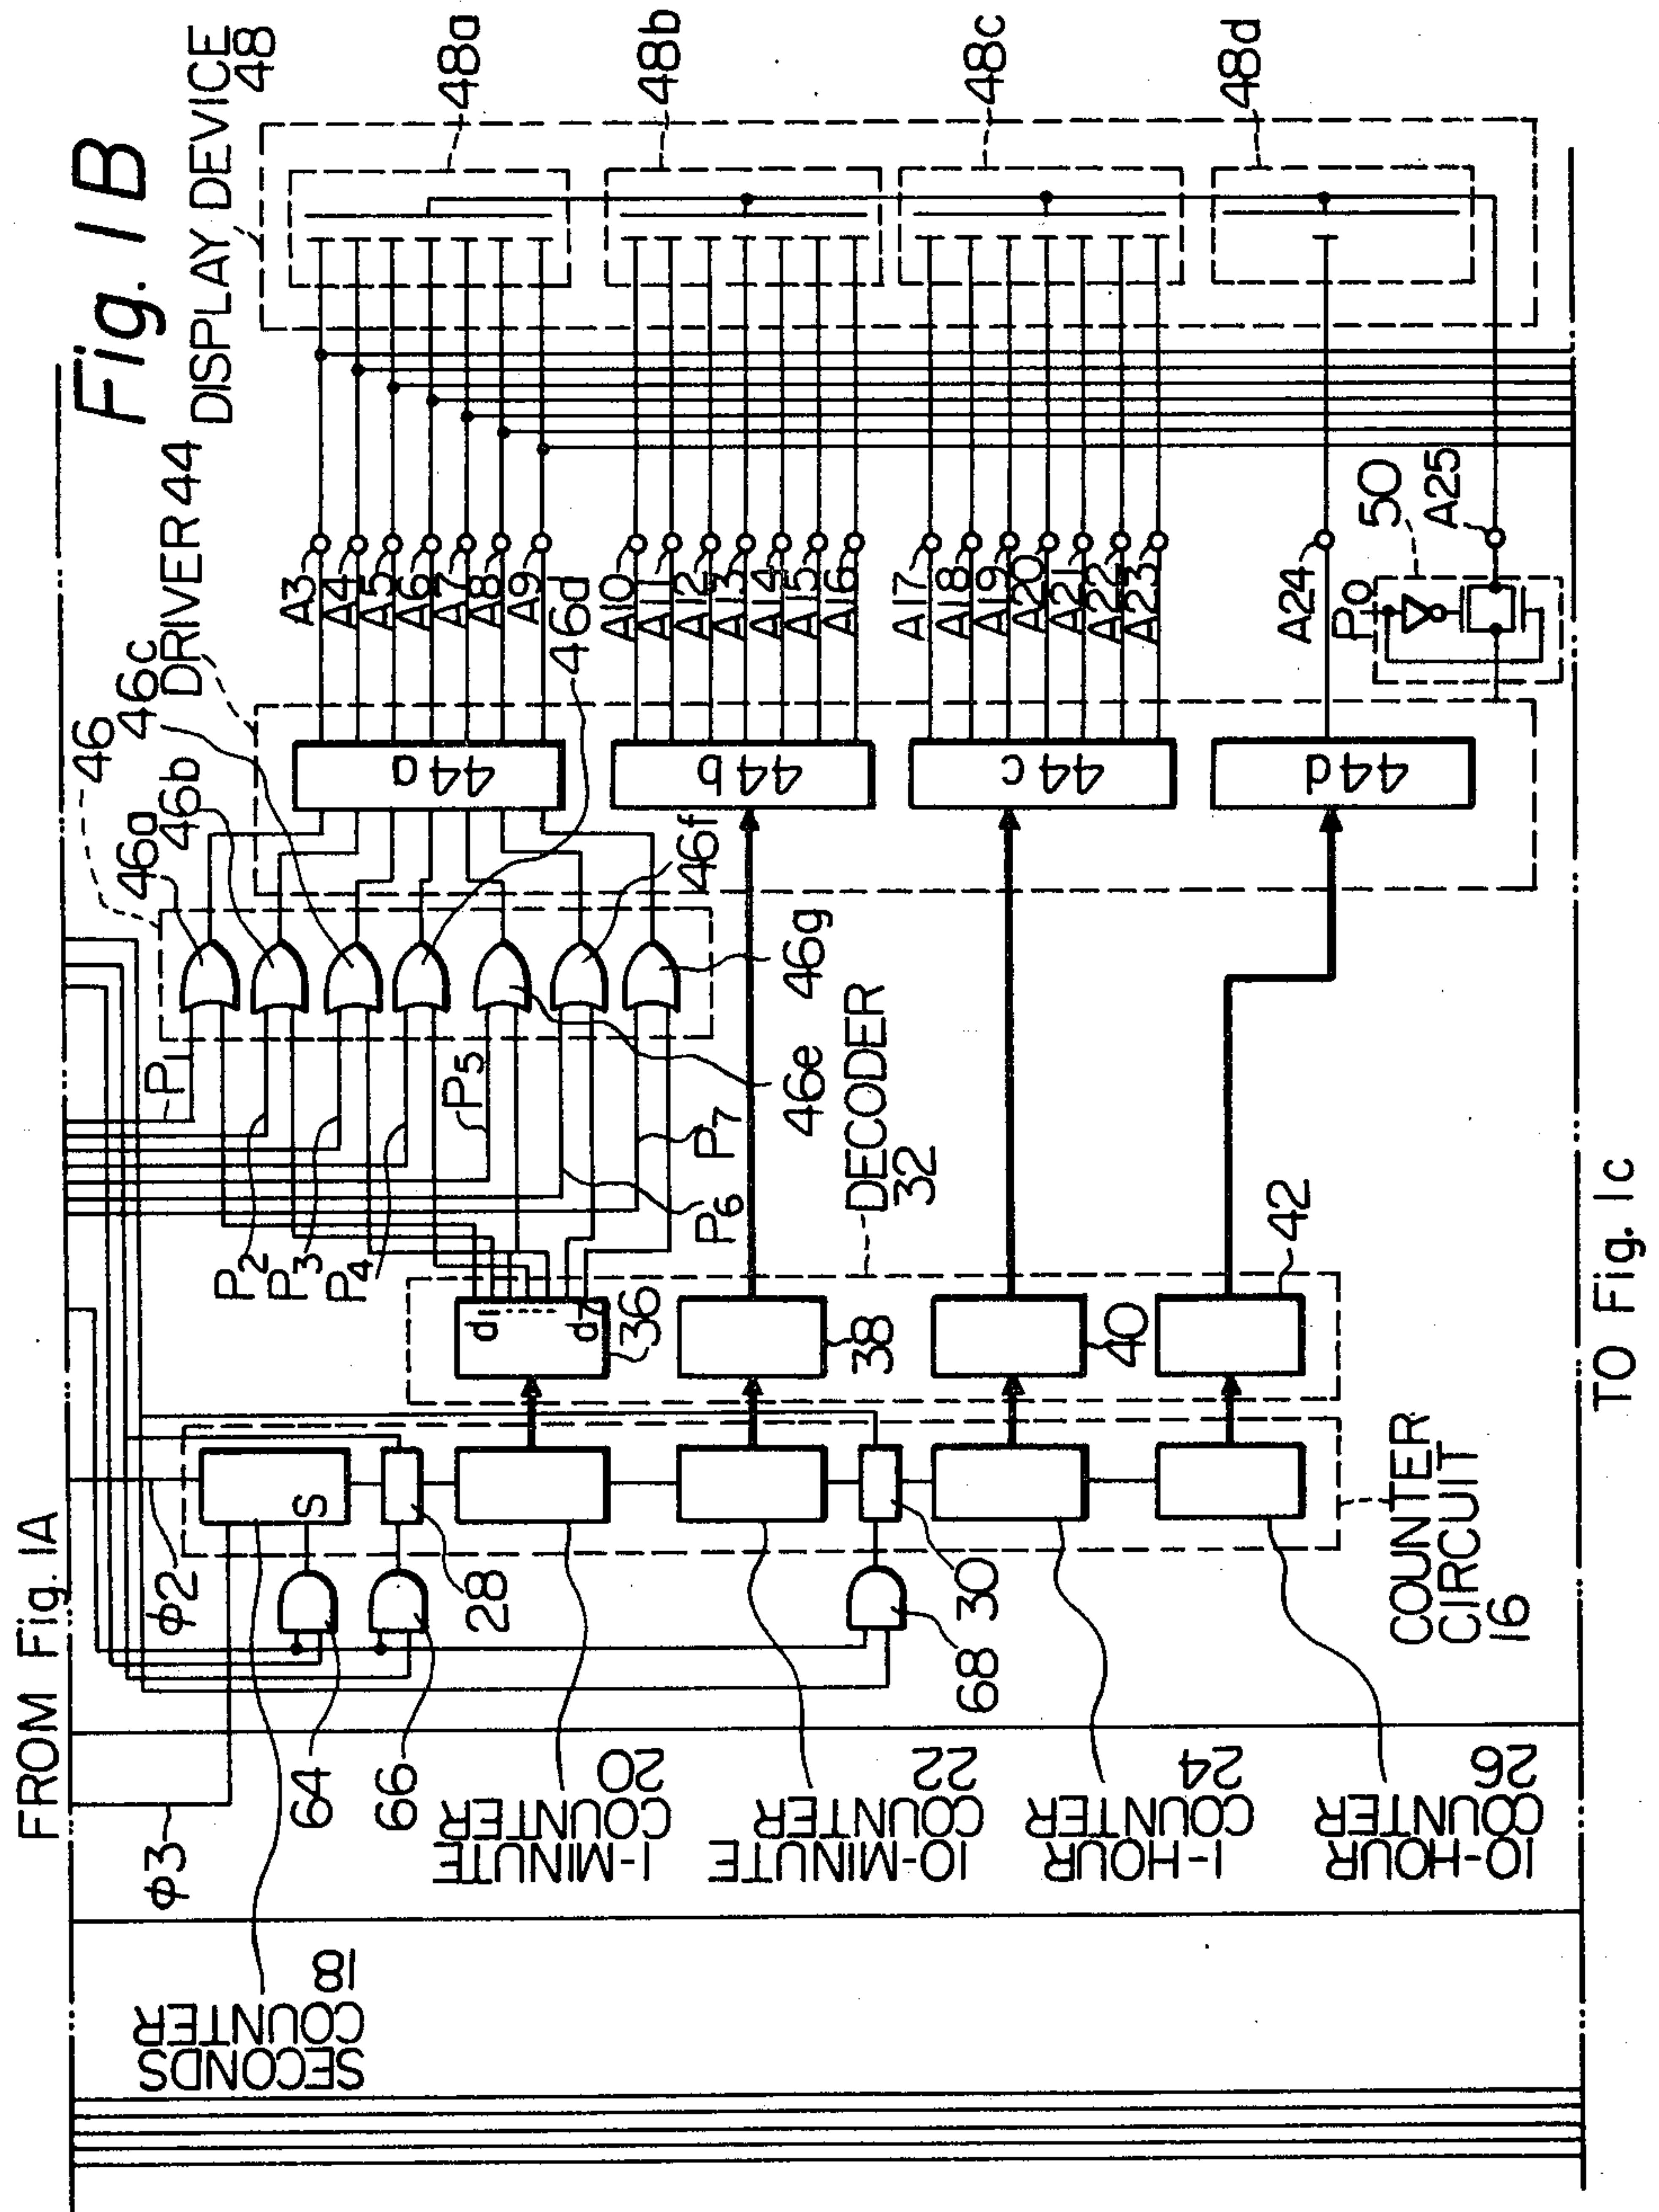 Fig. 1B
FROM Fig. 1A
DISPLAY DEVICE
48
48a
48b
48c
48d
DRIVER 44
46
46a
46b
46c
46d
46e
46f
46g
A3
A4
A5
A6
A7
A8
A9
A10
A11
A12
A13
A14
A15
A16
A17
A18
A19
A20
A21
A22
A23
A24
A25
P0
50
44a
44b
44c
44d
P1
P2
P3
P4
P5
P6
P7
DECODER
32
d1
d7
36
38
40
42
S
28
30
64
66
68
φ2
φ3
COUNTER
CIRCUIT
16
SECONDS
COUNTER
18
1-MINUTE
COUNTER
20
10-MINUTE
COUNTER
22
1-HOUR
COUNTER
24
10-HOUR
COUNTER
26
TO Fig. 1c